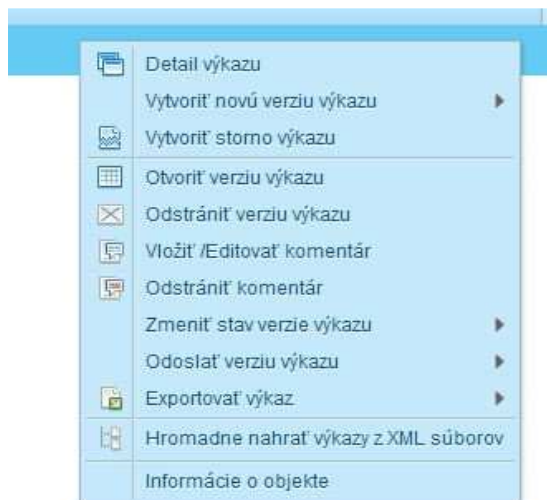 Detail výkazu
Vytvoriť novú verziu výkazu
Vytvoriť storno výkazu
Otvoriť verziu výkazu
Odstrániť verziu výkazu
Vložiť /Editovať komentár
Odstrániť komentár
Zmeniť stav verzie výkazu
Odoslať verziu výkazu
Exportovať výkaz
Hromadne nahrať výkazy z XML súborov
Informácie o objekte